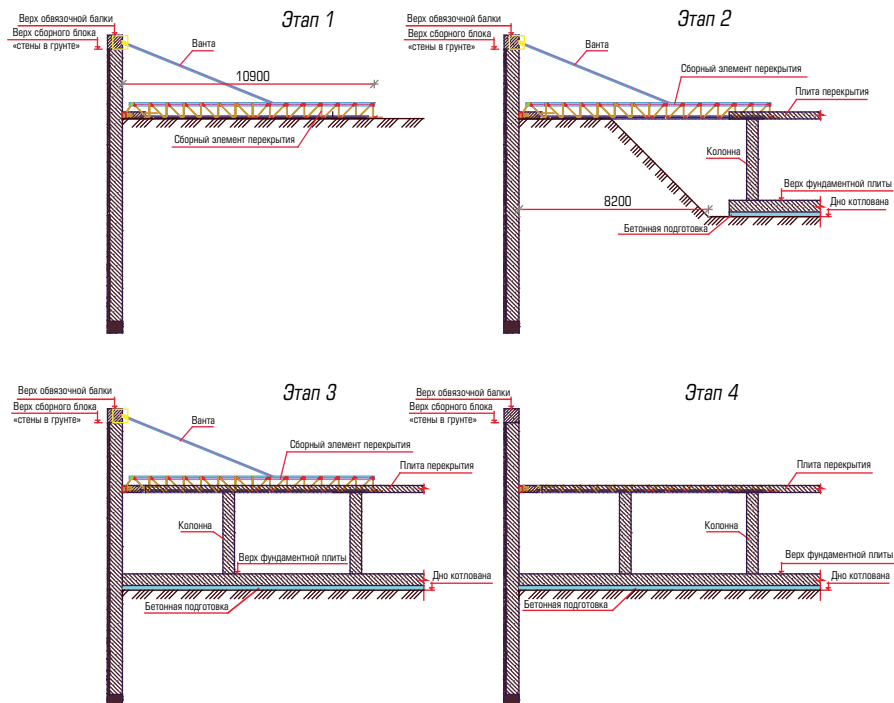 Этап 1
Верх обвязочной балки
Верх сборного блока
«стены в грунте»
Ванта
10900
Сборный элемент перекрытия
Этап 2
Верх обвязочной балки
Верх сборного блока
«стены в грунте»
Ванта
Сборный элемент перекрытия
Плита перекрытия
Колонна
Верх фундаментной плиты
Дно котлована
8200
Бетонная подготовка
Этап 3
Верх обвязочной балки
Верх сборного блока
«стены в грунте»
Ванта
Сборный элемент перекрытия
Плита перекрытия
Колонна
Верх фундаментной плиты
Дно котлована
Бетонная подготовка
Этап 4
Верх обвязочной балки
Верх сборного блока
«стены в грунте»
Плита перекрытия
Колонна
Верх фундаментной плиты
Дно котлована
Бетонная подготовка